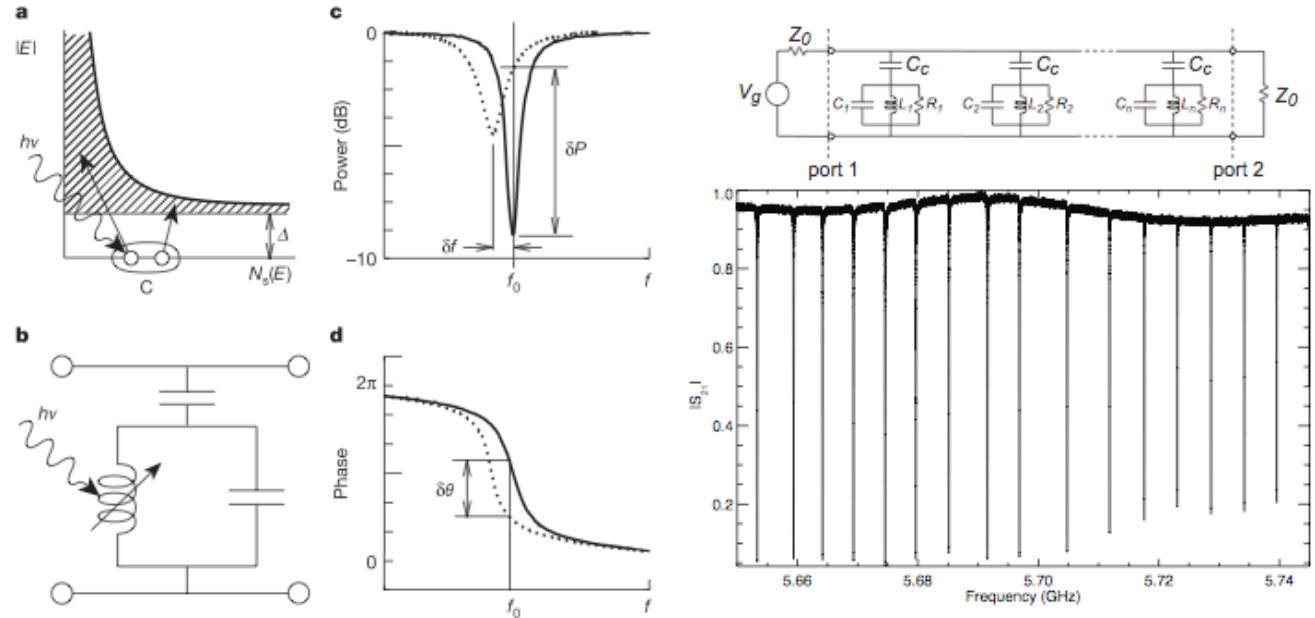 a
|E|
hν
Δ
N_s(E)
C
b
hν
c
0
Power (dB)
−10
δP
δf
f_0
f
d
2π
Phase
0
δθ
f_0
f
Z_0
V_g
C_c
C_c
C_c
C_1
L_1
R_1
C_2
L_2
R_2
C_n
L_n
R_n
Z_0
port 1
port 2
1.0
0.8
0.6
0.4
0.2
|S_21|
5.66
5.68
5.70
5.72
5.74
Frequency (GHz)